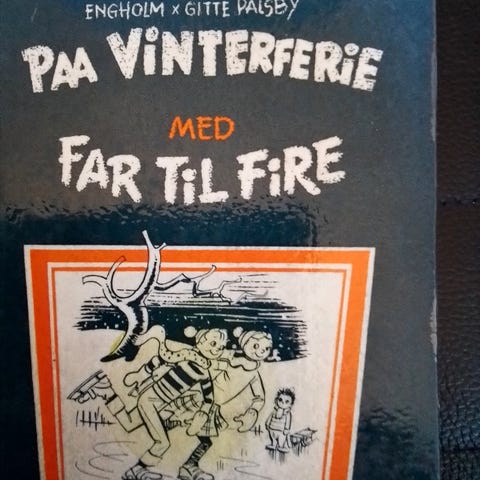 ENGHOLM x GITTE PALSBY
PAA VINTERFERIE
MED
FAR TIL FIRE